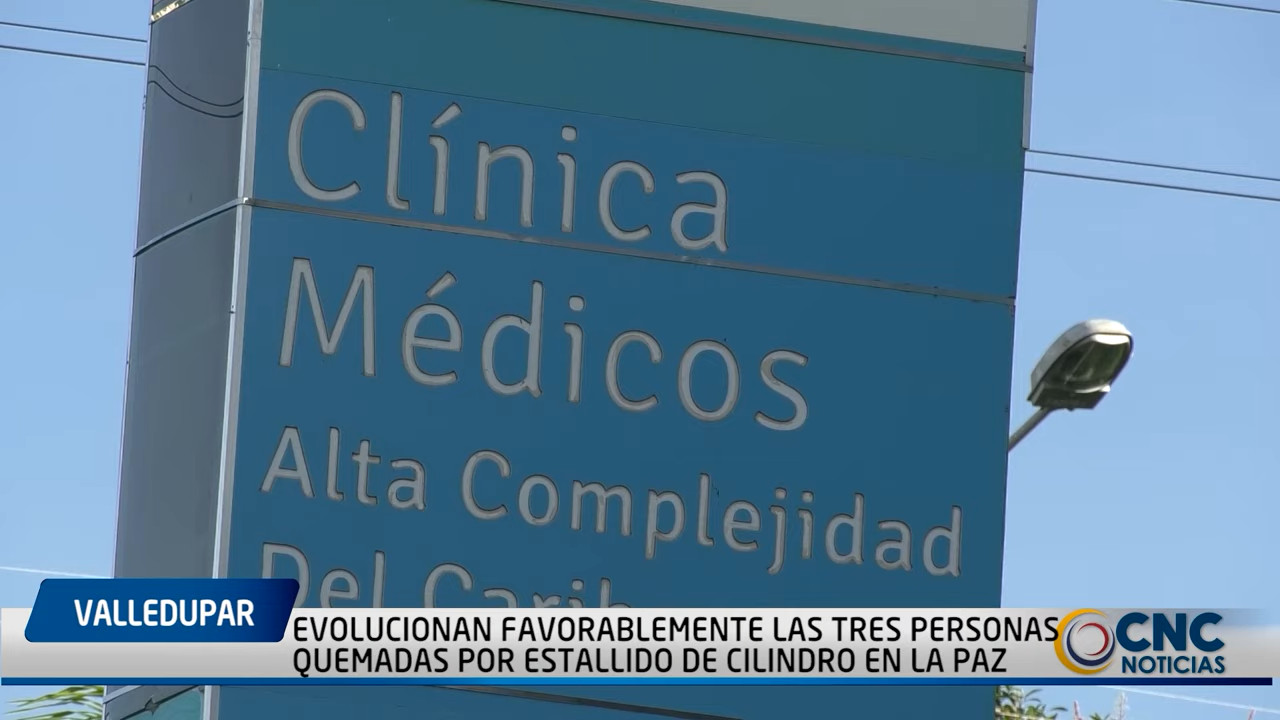 Clínica
Médicos
Alta Complejidad
Del
VALLEDUPAR
EVOLUCIONAN FAVORABLEMENTE LAS TRES PERSONAS
QUEMADAS POR ESTALLIDO DE CILINDRO EN LA PAZ
CNC
NOTICIAS